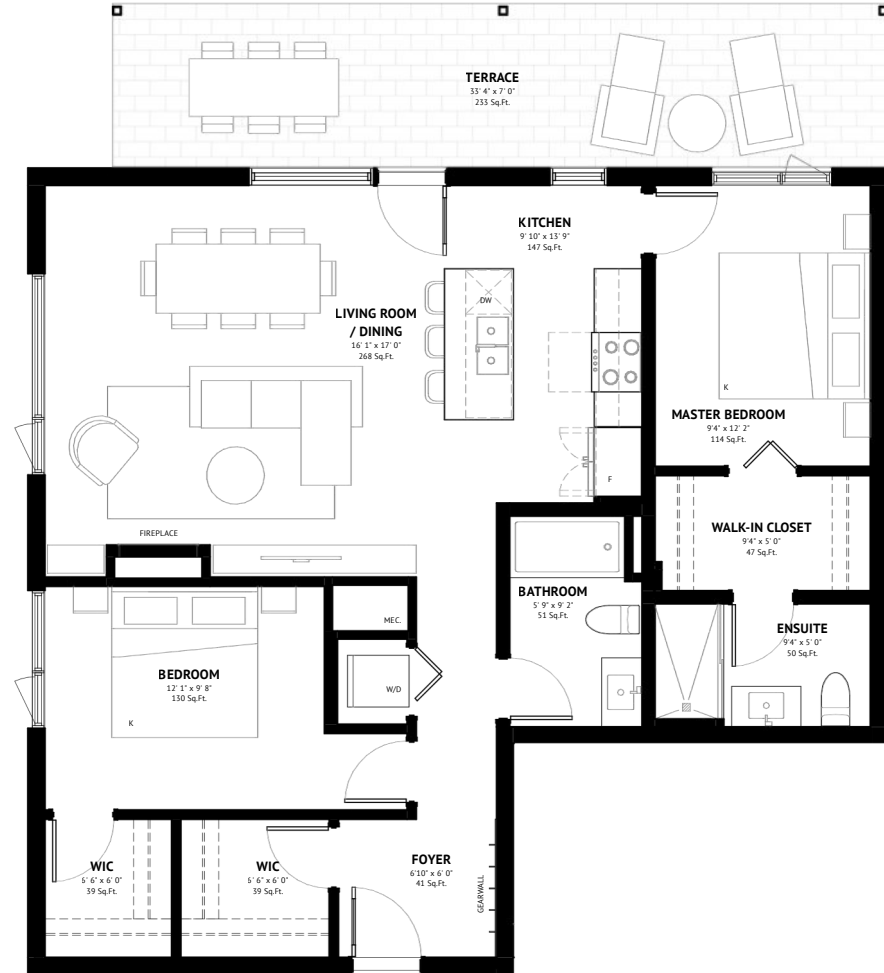 TERRACE
33' 4" x 7' 0"
233 Sq.Ft.
KITCHEN
9' 10" x 13' 9"
147 Sq.Ft.
DW
LIVING ROOM
/ DINING
16' 1" x 17' 0"
268 Sq.Ft.
K
MASTER BEDROOM
9'4" x 12' 2"
114 Sq.Ft.
F
FIREPLACE
WALK-IN CLOSET
9'4" x 5' 0"
47 Sq.Ft.
BATHROOM
5' 9" x 9' 2"
51 Sq.Ft.
MEC.
ENSUITE
9'4" x 5' 0"
50 Sq.Ft.
BEDROOM
12' 1" x 9' 8"
130 Sq.Ft.
W/D
K
WIC
6' 6" x 6' 0"
39 Sq.Ft.
WIC
6' 6" x 6' 0"
39 Sq.Ft.
FOYER
6'10" x 6' 0"
41 Sq.Ft.
GEARWALL